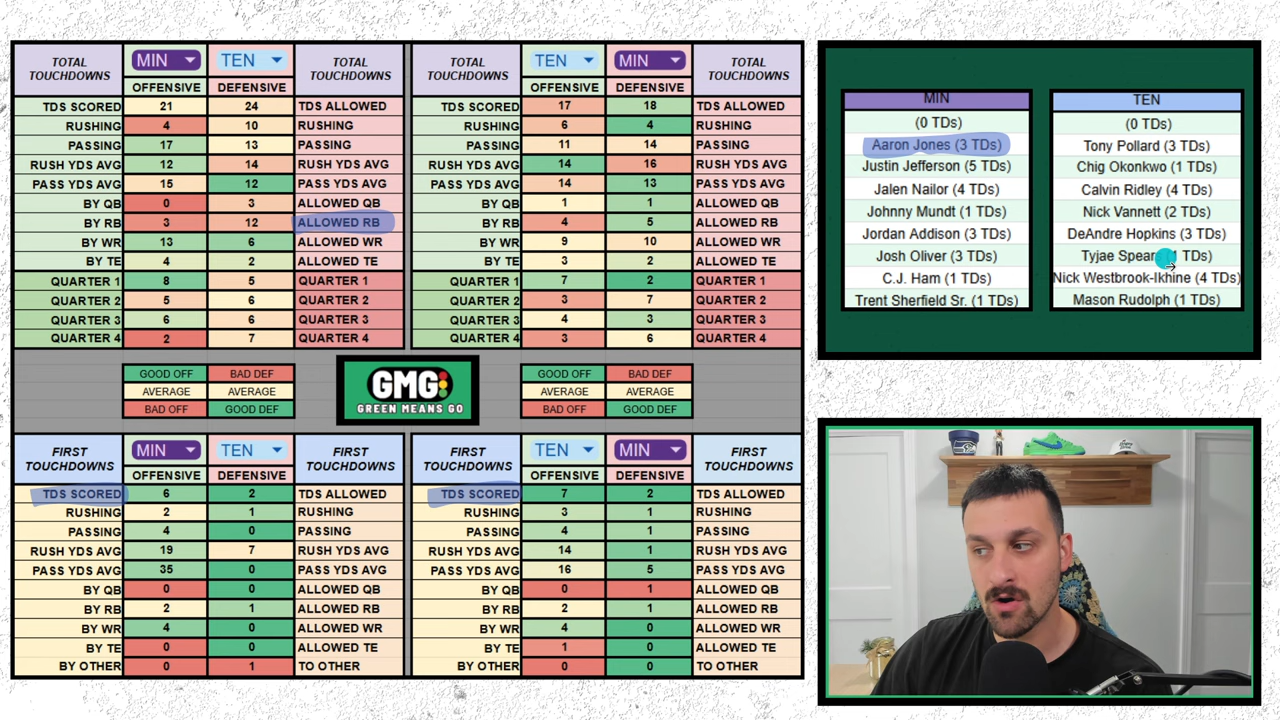 TOTAL TOUCHDOWNS MIN TEN TOTAL TOUCHDOWNS
OFFENSIVE DEFENSIVE
TDS SCORED 21 24 TDS ALLOWED
RUSHING 4 10 RUSHING
PASSING 17 13 PASSING
RUSH YDS AVG 12 14 RUSH YDS AVG
PASS YDS AVG 15 12 PASS YDS AVG
BY QB 0 3 ALLOWED QB
BY RB 3 12 ALLOWED RB
BY WR 13 6 ALLOWED WR
BY TE 4 2 ALLOWED TE
QUARTER 1 8 5 QUARTER 1
QUARTER 2 5 6 QUARTER 2
QUARTER 3 6 6 QUARTER 3
QUARTER 4 2 7 QUARTER 4
TOTAL TOUCHDOWNS TEN MIN TOTAL TOUCHDOWNS
OFFENSIVE DEFENSIVE
TDS SCORED 17 18 TDS ALLOWED
RUSHING 6 4 RUSHING
PASSING 11 14 PASSING
RUSH YDS AVG 14 16 RUSH YDS AVG
PASS YDS AVG 14 13 PASS YDS AVG
BY QB 1 1 ALLOWED QB
BY RB 4 5 ALLOWED RB
BY WR 9 10 ALLOWED WR
BY TE 3 2 ALLOWED TE
QUARTER 1 7 2 QUARTER 1
QUARTER 2 3 7 QUARTER 2
QUARTER 3 4 3 QUARTER 3
QUARTER 4 3 6 QUARTER 4
GOOD OFF BAD DEF
AVERAGE AVERAGE
BAD OFF GOOD DEF
GMG
GREEN MEANS GO
GOOD OFF BAD DEF
AVERAGE AVERAGE
BAD OFF GOOD DEF
FIRST TOUCHDOWNS MIN TEN FIRST TOUCHDOWNS
OFFENSIVE DEFENSIVE
TDS SCORED 6 2 TDS ALLOWED
RUSHING 2 1 RUSHING
PASSING 4 0 PASSING
RUSH YDS AVG 19 7 RUSH YDS AVG
PASS YDS AVG 35 0 PASS YDS AVG
BY QB 0 0 ALLOWED QB
BY RB 2 1 ALLOWED RB
BY WR 4 0 ALLOWED WR
BY TE 0 0 ALLOWED TE
BY OTHER 0 1 TO OTHER
FIRST TOUCHDOWNS TEN MIN FIRST TOUCHDOWNS
OFFENSIVE DEFENSIVE
TDS SCORED 7 2 TDS ALLOWED
RUSHING 3 1 RUSHING
PASSING 4 1 PASSING
RUSH YDS AVG 14 1 RUSH YDS AVG
PASS YDS AVG 16 5 PASS YDS AVG
BY QB 0 1 ALLOWED QB
BY RB 2 1 ALLOWED RB
BY WR 4 0 ALLOWED WR
BY TE 1 0 ALLOWED TE
BY OTHER 0 0 TO OTHER
MIN
(0 TDs)
Aaron Jones (3 TDs)
Justin Jefferson (5 TDs)
Jalen Nailor (4 TDs)
Johnny Mundt (1 TDs)
Jordan Addison (3 TDs)
Josh Oliver (3 TDs)
C.J. Ham (1 TDs)
Trent Sherfield Sr. (1 TDs)
TEN
(0 TDs)
Tony Pollard (3 TDs)
Chig Okonkwo (1 TDs)
Calvin Ridley (4 TDs)
Nick Vannett (2 TDs)
DeAndre Hopkins (3 TDs)
Tyjae TDs)
Nick Westbrook-Ikhine (4 TDs)
Mason Rudolph (1 TDs)